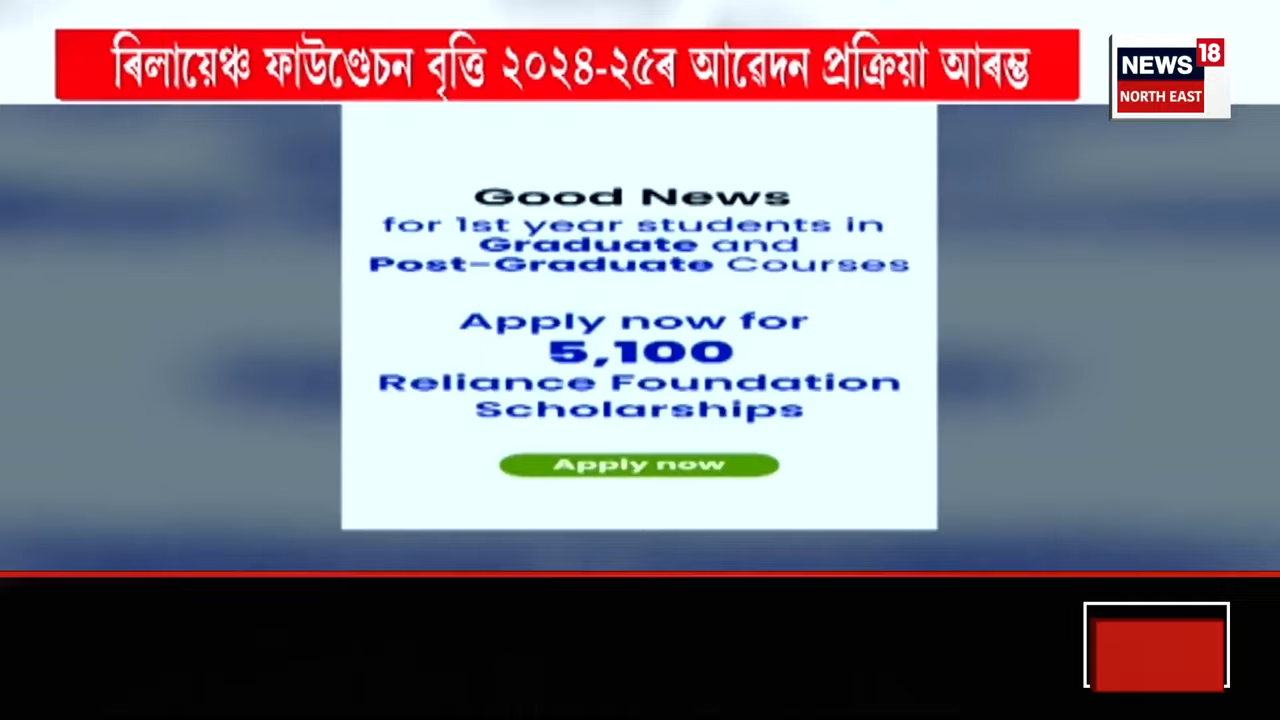 ৰিলায়েঞ্চ ফাউণ্ডেচন বৃত্তি ২০২৪-২৫ৰ আৱেদন প্ৰক্ৰিয়া আৰম্ভ
NEWS 18
NORTH EAST
Good News
for 1st year students in
Graduate and
Post-Graduate Courses
Apply now for
5,100
Reliance Foundation
Scholarships
Apply now